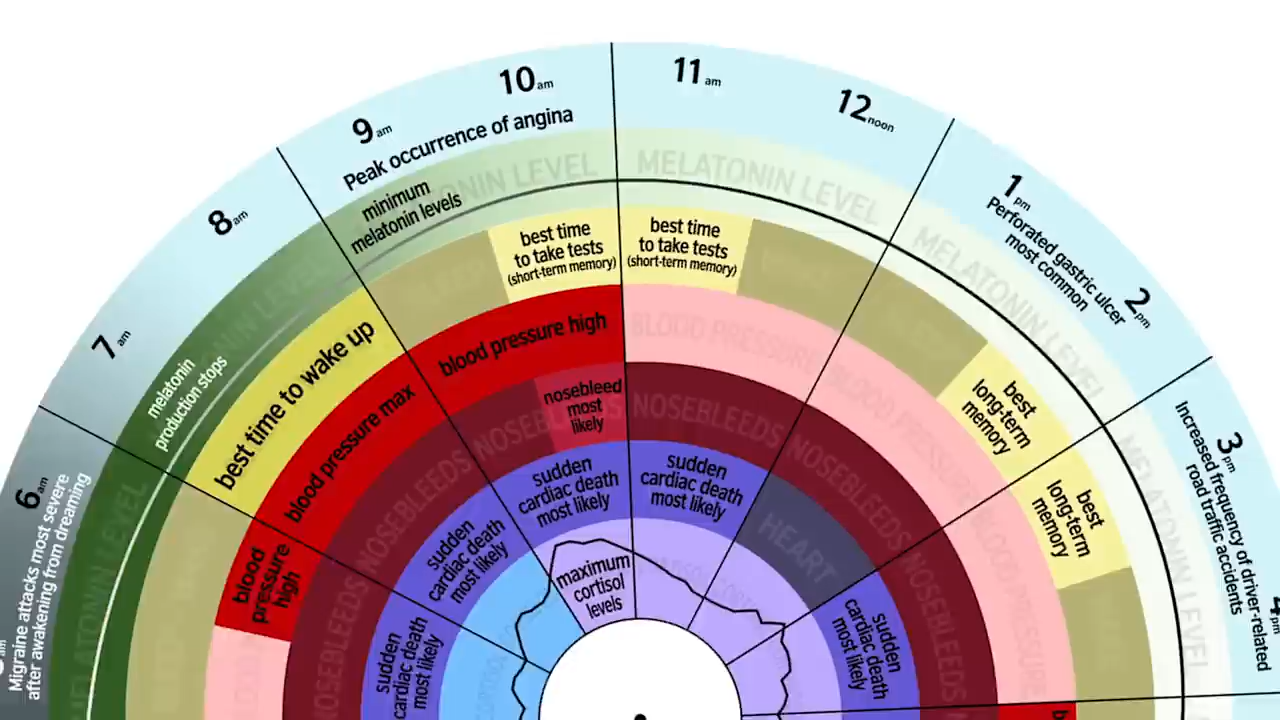 10am
11am
9am
12noon
Peak occurrence of angina
8am
minimum
melatonin levels
MELATONIN LEVEL
MELATONIN LEVEL
1pm
Perforated gastric ulcer
most common
2pm
7am
best time
to take tests
(short-term memory)
best time
to take tests
(short-term memory)
MELATONIN LEVEL
melatonin
production stops
best time to wake up
blood pressure high
BLOOD PRESSURE
best
long-term
memory
3pm
Increased frequency of driver-related
road traffic accidents
6am
Migraine attacks most severe
after awakening from dreaming
blood pressure max
nosebleed
most
likely
NOSEBLEEDS
NOSEBLEEDS
NOSEBLEEDS
MELATONIN LEVEL
MELATONIN LEVEL
blood
pressure
high
sudden
cardiac death
most likely
sudden
cardiac death
most likely
sudden
cardiac death
most likely
HEART
best
long-term
memory
maximum
cortisol
levels
NOSEBLEEDS
NOSEBLEEDS
sudden
cardiac death
most likely
sudden
cardiac death
most likely
4pm